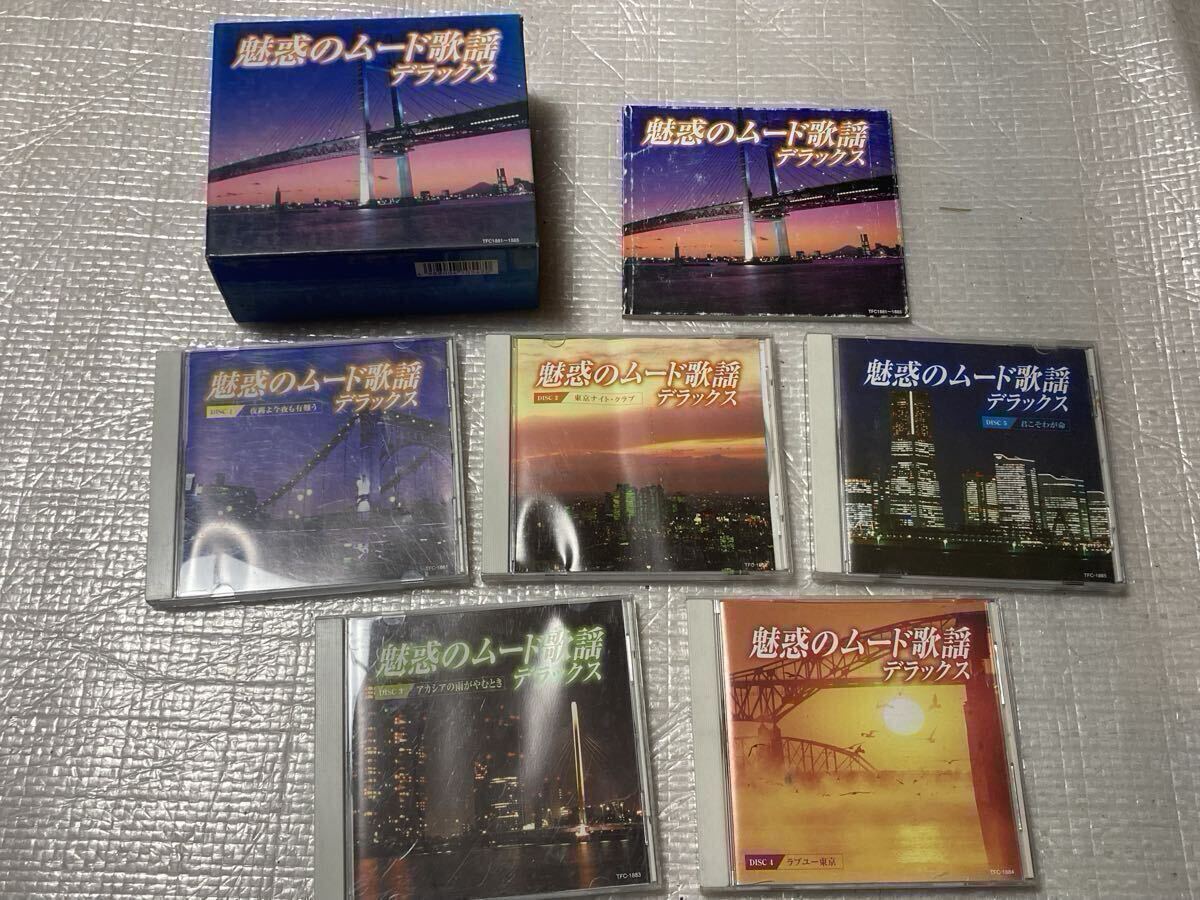 魅惑のムード歌謡
デラックス
TFC1881〜1885
魅惑のムード歌謡
デラックス
TFC1881〜1885
魅惑のムード歌謡
デラックス
DISC 1
夜霧よ今夜も有難う
TFC-1881
魅惑のムード歌謡
デラックス
DISC 2
東京ナイト・クラブ
TFC-1882
魅惑のムード歌謡
デラックス
DISC 5
君こそわが命
TFC-1885
魅惑のムード歌謡
デラックス
DISC 3
アカシアの雨がやむとき
TFC-1883
魅惑のムード歌謡
デラックス
DISC 4
ラブユー東京
TFC-1884